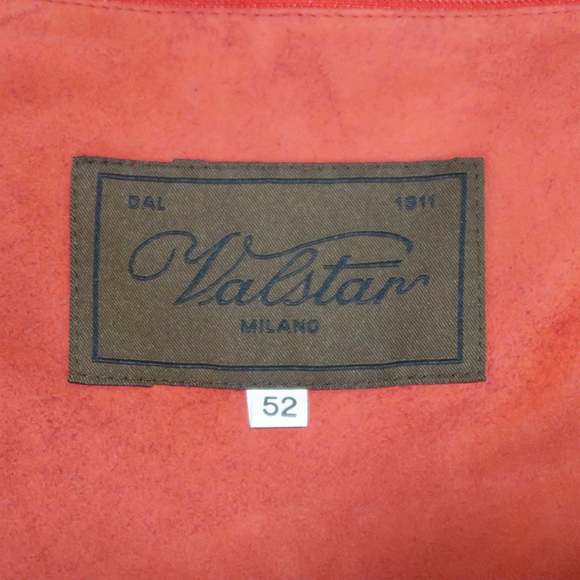 DAL 1911
Valstar
MILANO
52